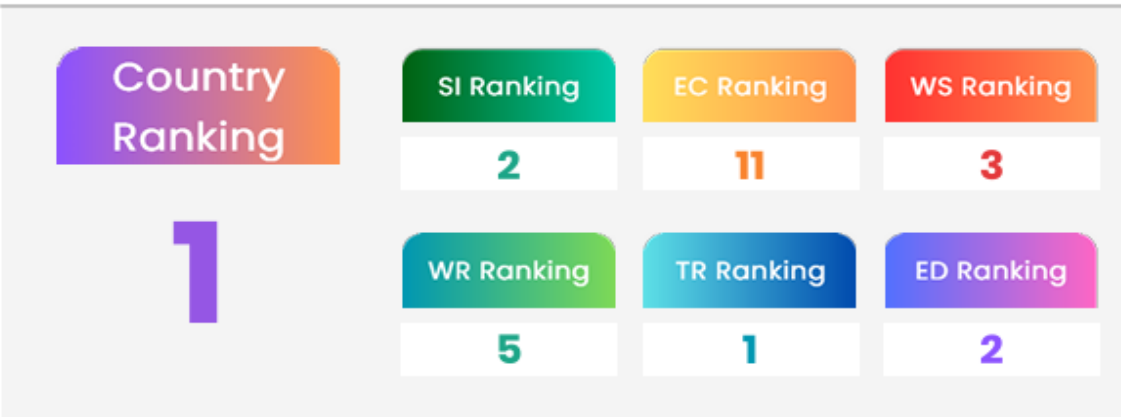 Country
Ranking
1
SI Ranking
2
EC Ranking
11
WS Ranking
3
WR Ranking
5
TR Ranking
1
ED Ranking
2